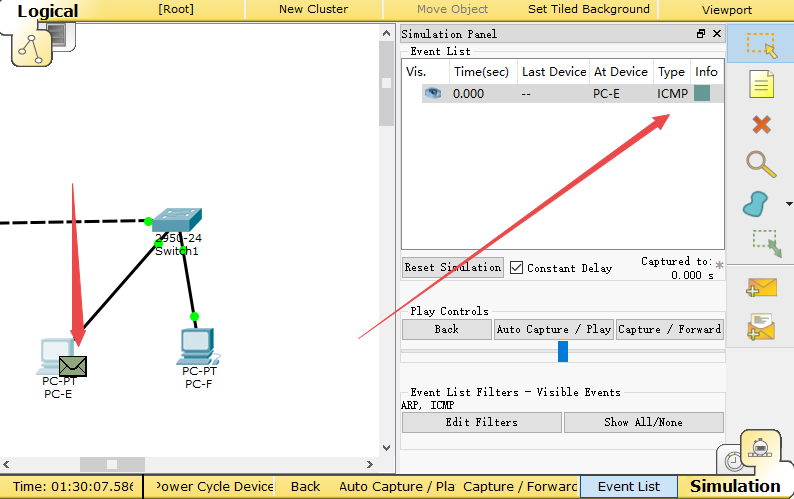 Logical
[Root]
New Cluster
Move Object
Set Tiled Background
Viewport
Simulation Panel
Event List
Vis. Time(sec) Last Device At Device Type Info
0.000 -- PC-E ICMP
2950-24
Switch1
Reset Simulation
Constant Delay
Captured to:
0.000 s
*
Play Controls
Back
Auto Capture / Play
Capture / Forward
PC-PT
PC-E
PC-PT
PC-F
Event List Filters - Visible Events
ARP, ICMP
Edit Filters
Show All/None
Time: 01:30:07.586
Power Cycle Device
Back
Auto Capture / Pla
Capture / Forward
Event List
Simulation